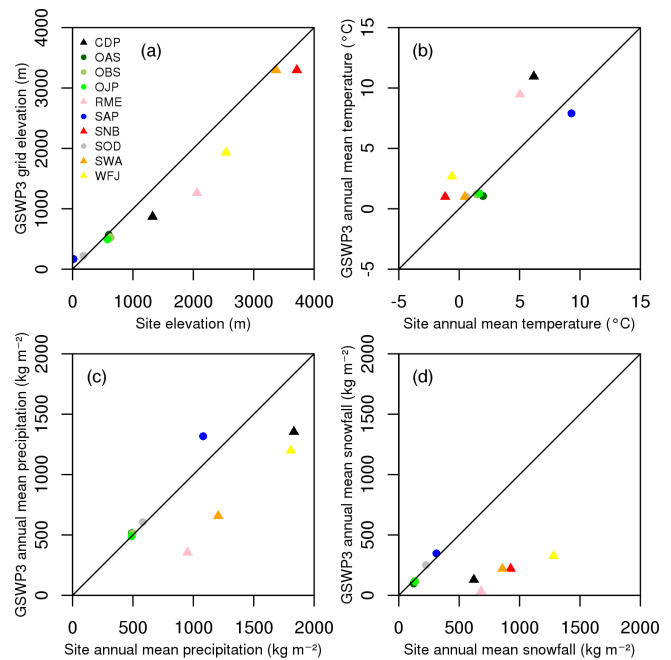 (a)
CDP
OAS
OBS
OJP
RME
SAP
SNB
SOD
SWA
WFJ
GSWP3 grid elevation (m)
0 1000 2000 3000 4000
0 1000 2000 3000 4000
Site elevation (m)
(b)
GSWP3 annual mean temperature (°C)
-5 0 5 10 15
-5 0 5 10 15
Site annual mean temperature (°C)
(c)
GSWP3 annual mean precipitation (kg m⁻²)
0 500 1000 1500 2000
0 500 1000 1500 2000
Site annual mean precipitation (kg m⁻²)
(d)
GSWP3 annual mean snowfall (kg m⁻²)
0 500 1000 1500 2000
0 500 1000 1500 2000
Site annual mean snowfall (kg m⁻²)